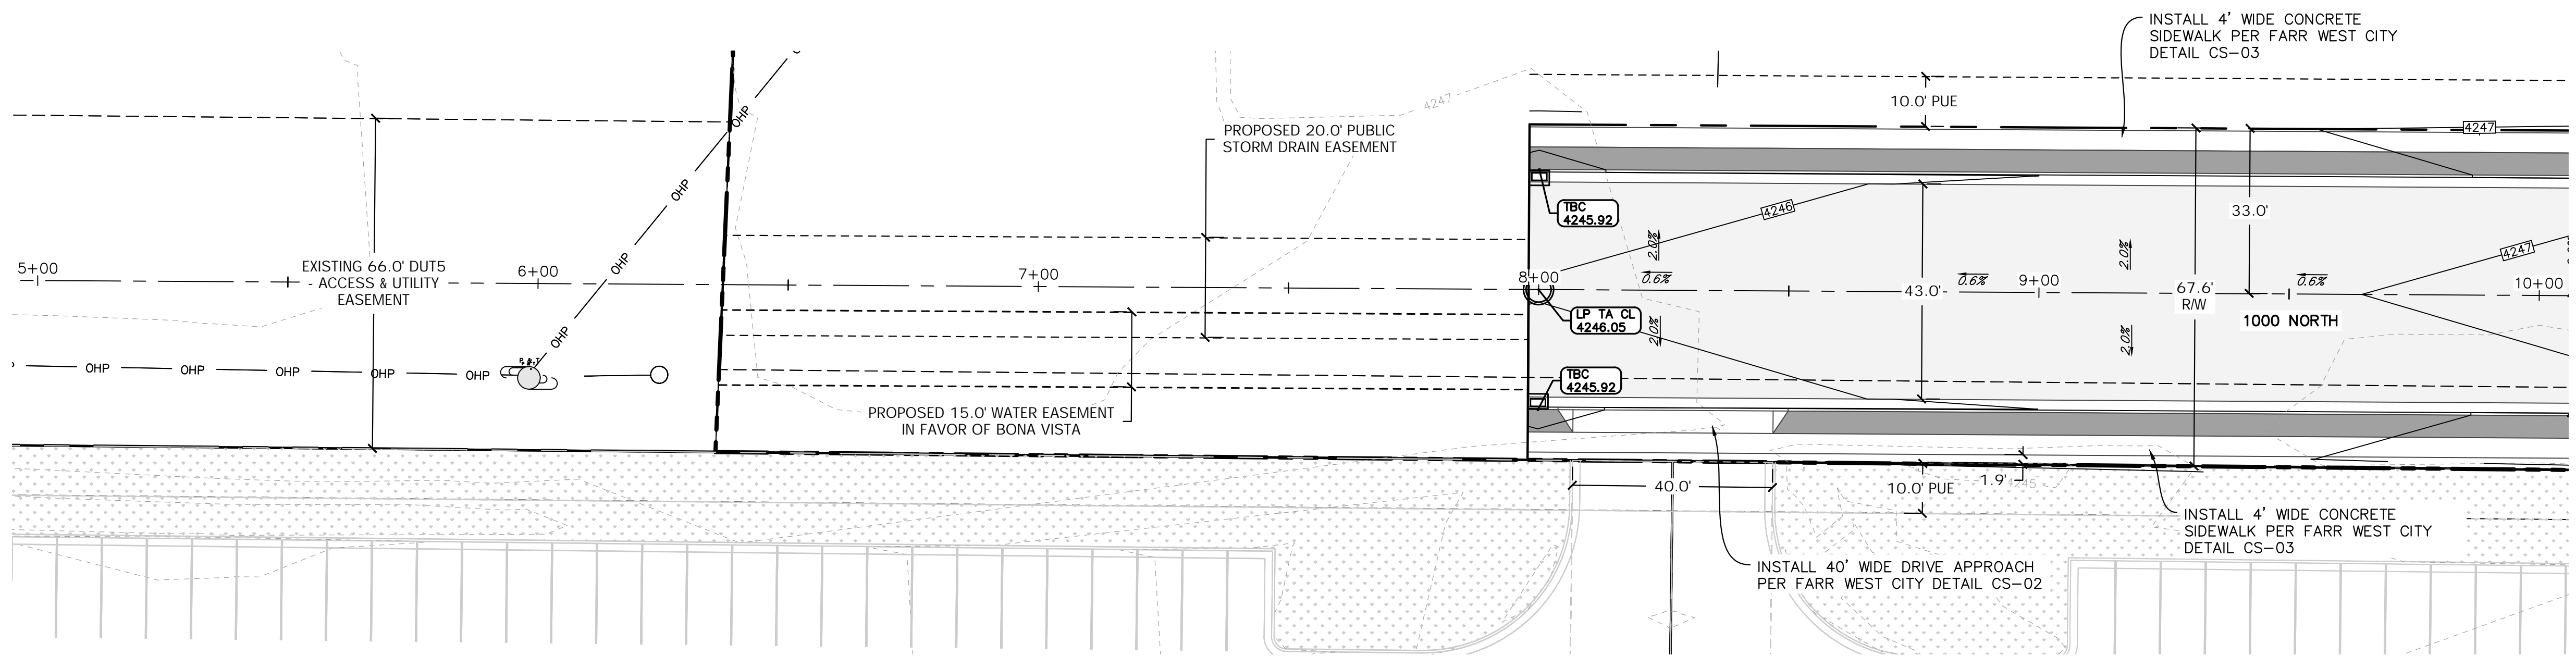 INSTALL 4' WIDE CONCRETE
SIDEWALK PER FARR WEST CITY
DETAIL CS-03
4247
10.0' PUE
OHP
PROPOSED 20.0' PUBLIC
STORM DRAIN EASEMENT
4247
OHP
TBC
4245.92
4246
33.0'
2.0%
2.0%
4247
OHP
5+00
EXISTING 66.0' DUT5
ACCESS & UTILITY
EASEMENT
6+00
7+00
8+00
0.6%
43.0'
0.6%
9+00
67.6'
R/W
0.6%
10+00
LP TA CL
4246.05
2.0%
1000 NORTH
2.0%
OHP
OHP
OHP
OHP
OHP
OHP
TBC
4245.92
PROPOSED 15.0' WATER EASEMENT
IN FAVOR OF BONA VISTA
40.0'
10.0' PUE
1.9'
4245
INSTALL 4' WIDE CONCRETE
SIDEWALK PER FARR WEST CITY
DETAIL CS-03
INSTALL 40' WIDE DRIVE APPROACH
PER FARR WEST CITY DETAIL CS-02